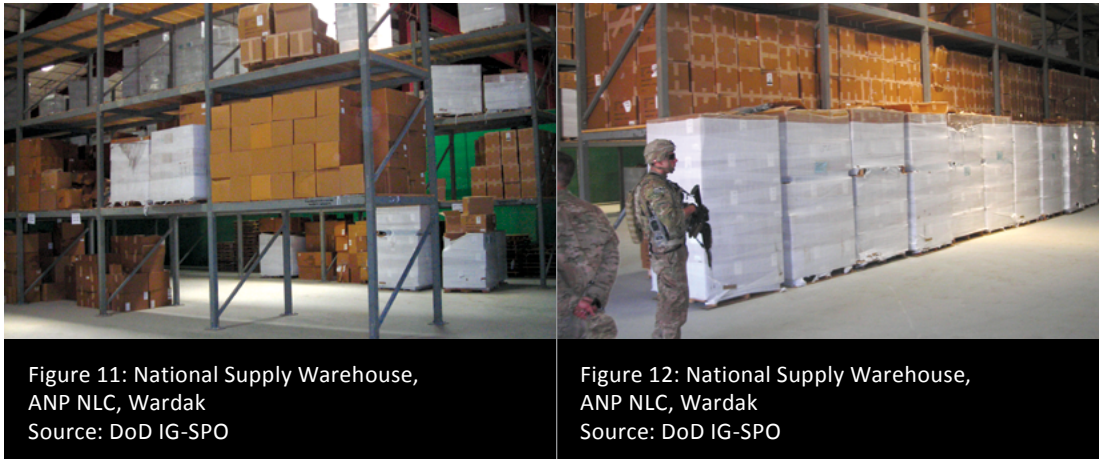 Figure 11: National Supply Warehouse,
ANP NLC, Wardak
Source: DoD IG-SPO
Figure 12: National Supply Warehouse,
ANP NLC, Wardak
Source: DoD IG-SPO